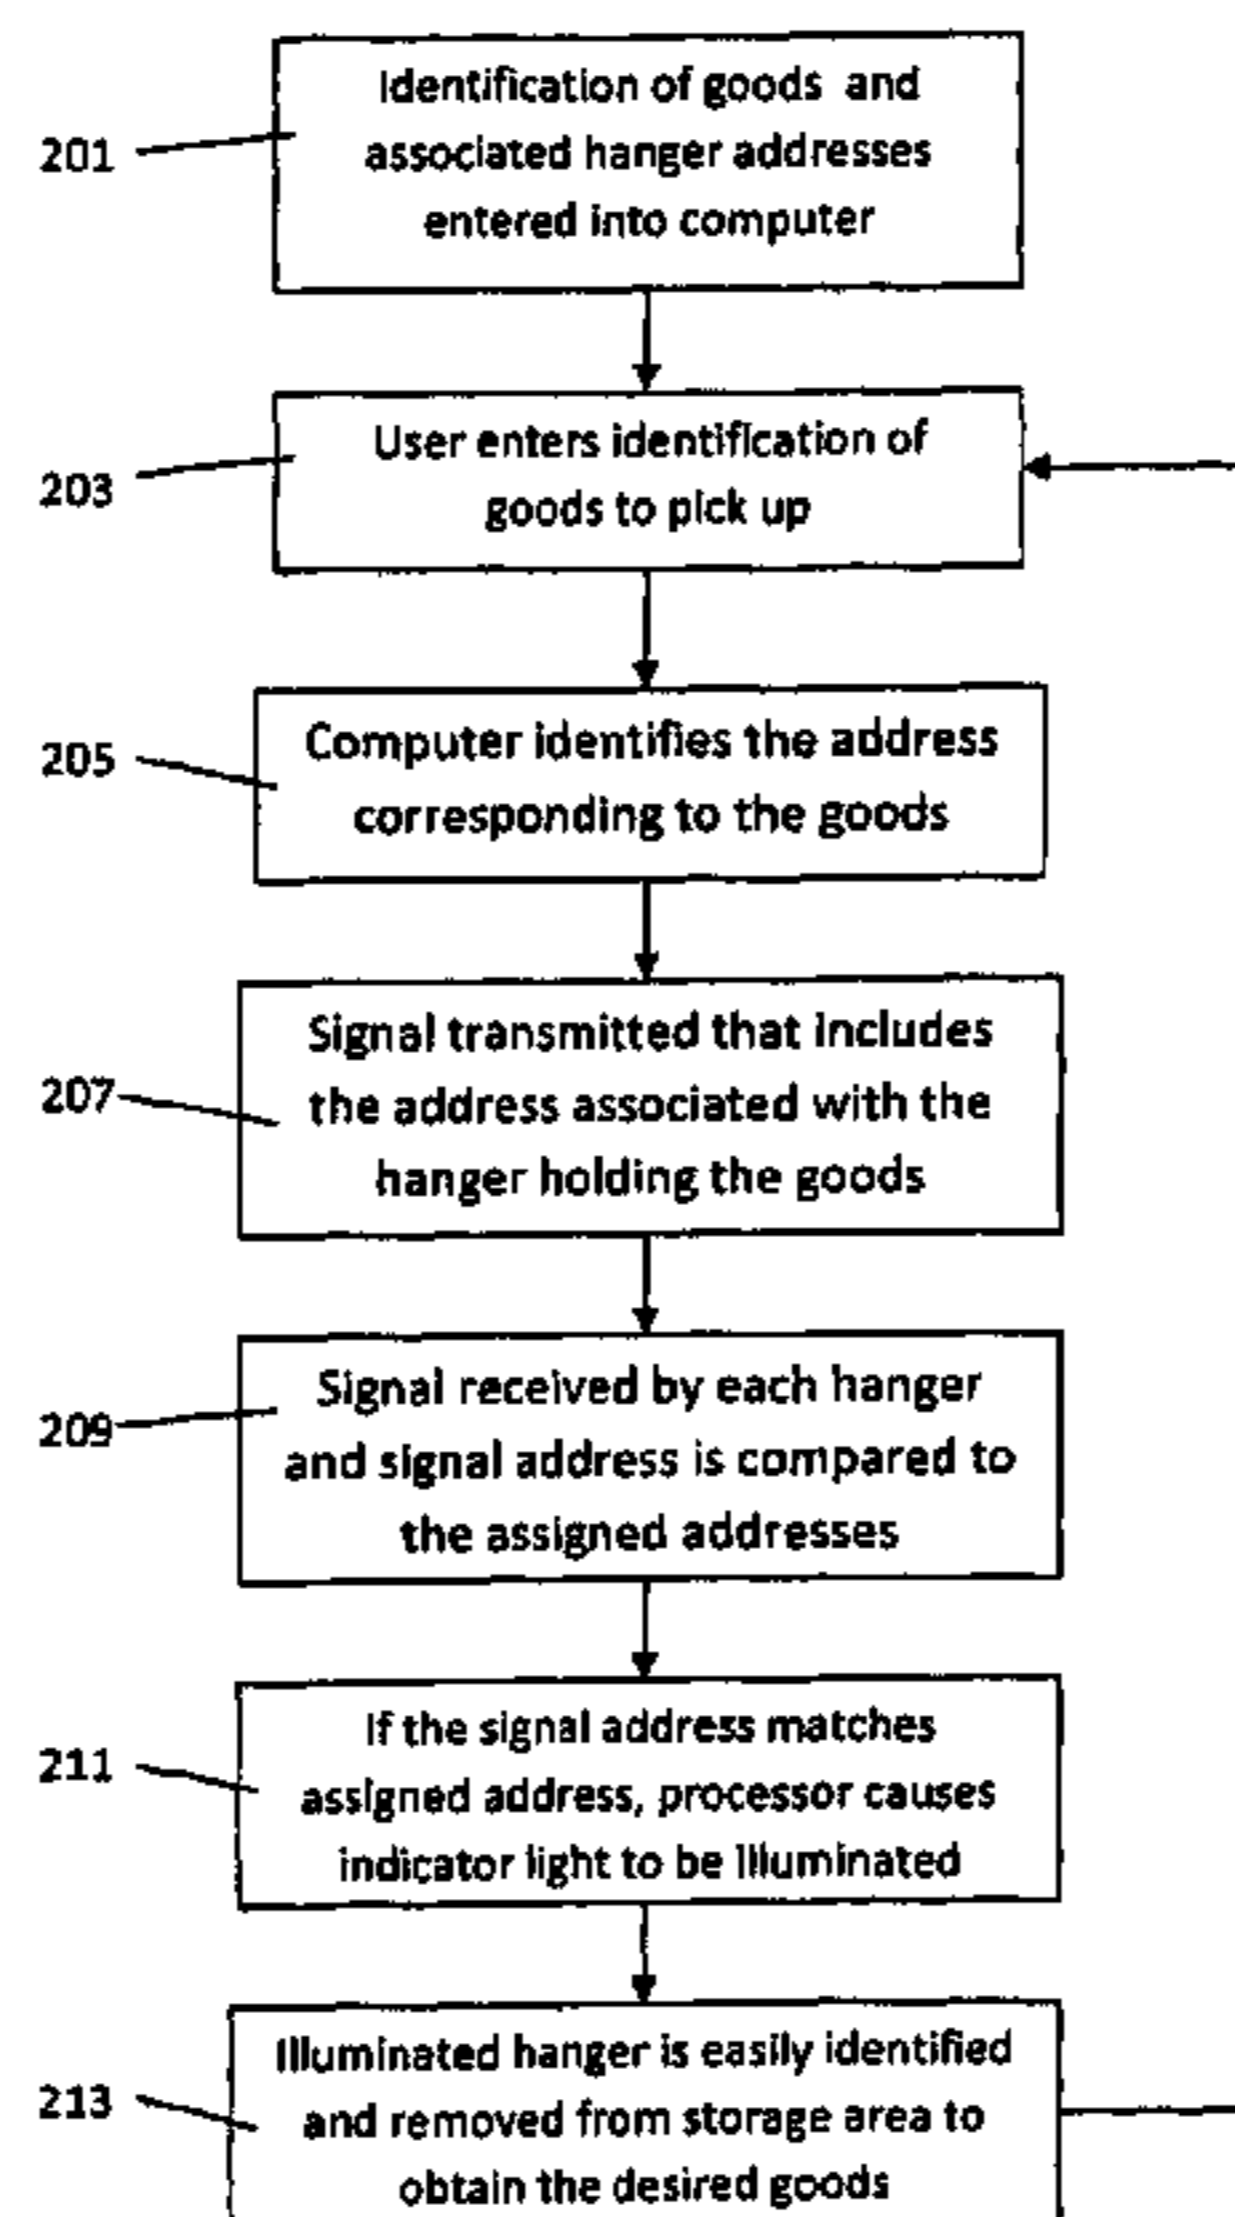 201
Identification of goods and
associated hanger addresses
entered into computer
203
User enters identification of
goods to pick up
205
Computer identifies the address
corresponding to the goods
207
Signal transmitted that includes
the address associated with the
hanger holding the goods
209
Signal received by each hanger
and signal address is compared to
the assigned addresses
211
If the signal address matches
assigned address, processor causes
indicator light to be illuminated
213
Illuminated hanger is easily identified
and removed from storage area to
obtain the desired goods